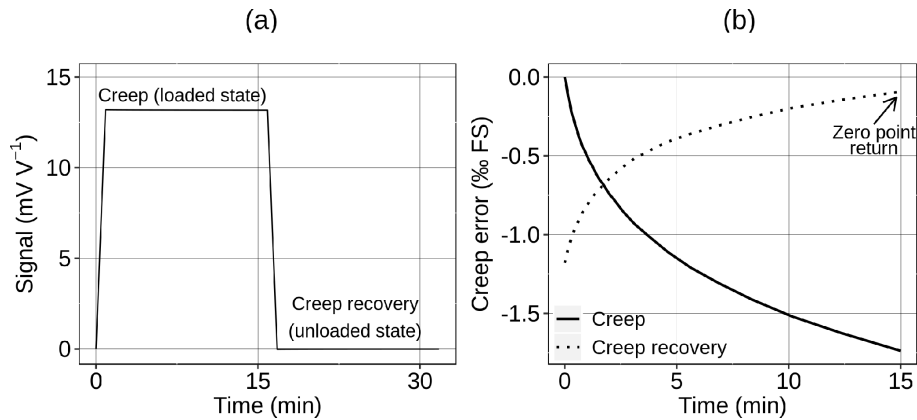 (a)
Signal (mV V⁻¹)
15
10
5
0
Creep (loaded state)
Creep recovery
(unloaded state)
0 15 30
Time (min)
(b)
Creep error (‰ FS)
0.0
-0.5
-1.0
-1.5
Zero point
return
Creep
Creep recovery
0 5 10 15
Time (min)